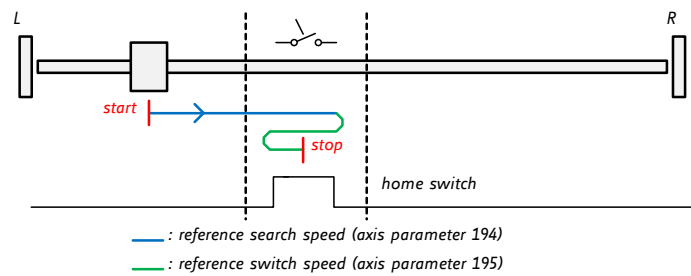 L
R
start
stop
home switch
: reference search speed (axis parameter 194)
: reference switch speed (axis parameter 195)